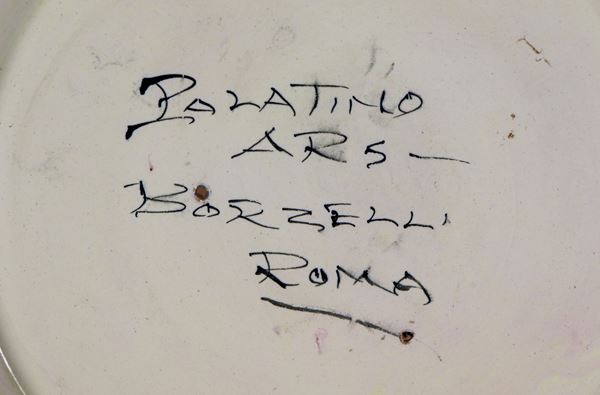 PALATINO
ARS —
BORZELLI
ROMA